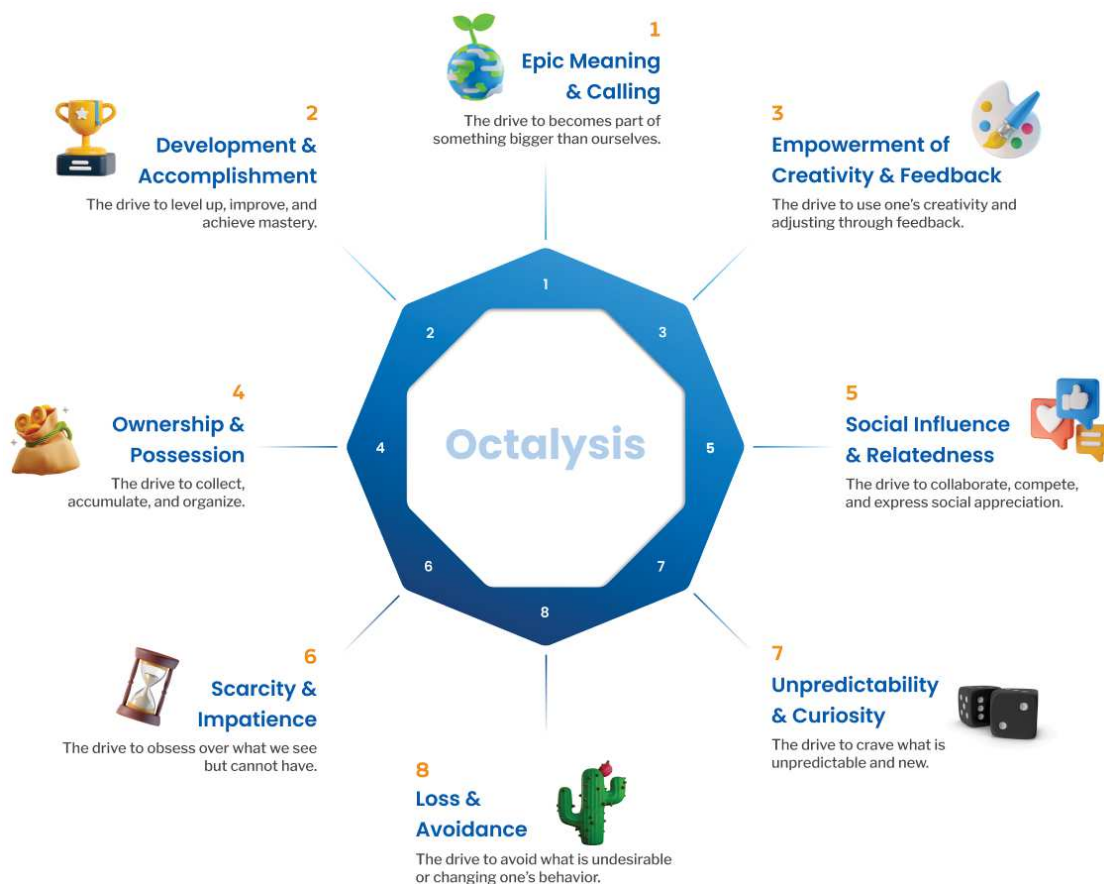 1
Epic Meaning
& Calling
The drive to becomes part of
something bigger than ourselves.
2
Development &
Accomplishment
The drive to level up, improve, and
achieve mastery.
3
Empowerment of
Creativity & Feedback
The drive to use one's creativity and
adjusting through feedback.
4
Ownership &
Possession
The drive to collect,
accumulate, and organize.
5
Social Influence
& Relatedness
The drive to collaborate, compete,
and express social appreciation.
6
Scarcity &
Impatience
The drive to obsess over what we see
but cannot have.
7
Unpredictability
& Curiosity
The drive to crave what is
unpredictable and new.
8
Loss &
Avoidance
The drive to avoid what is undesirable
or changing one's behavior.
Octalysis
1
2
3
4
5
6
7
8